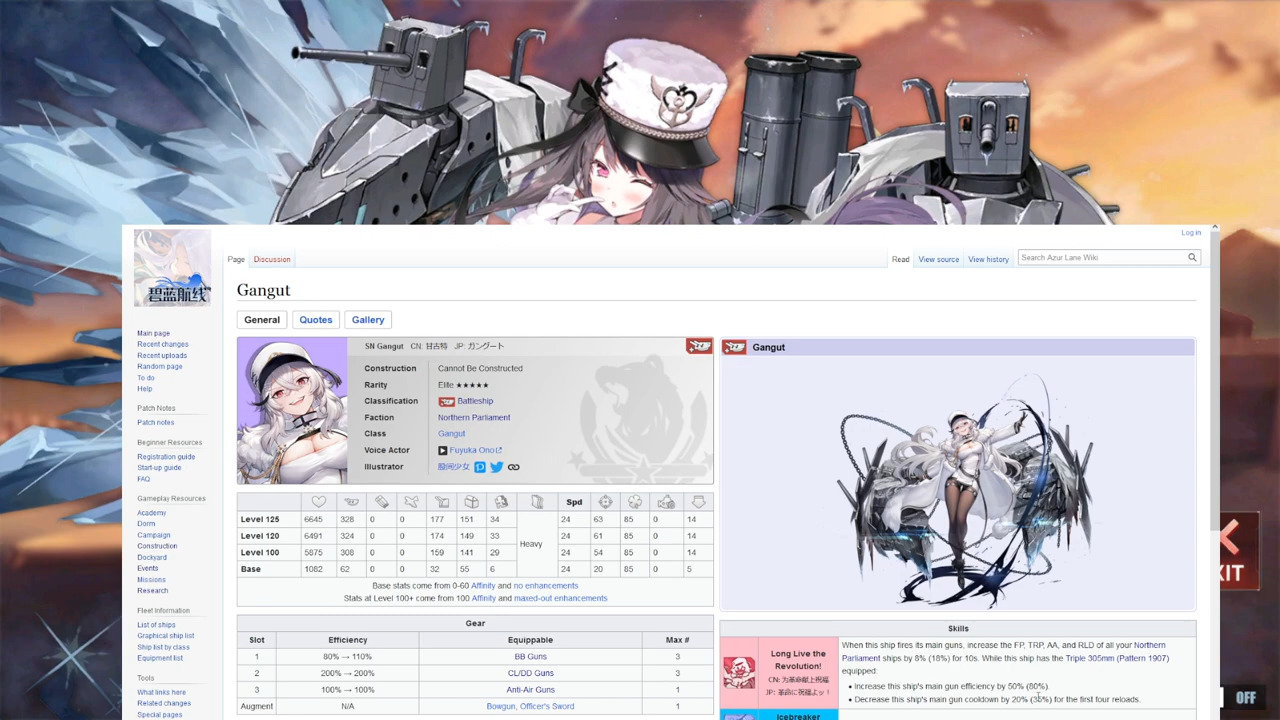 Log in
碧蓝航线
Page Discussion Read View source View history Search Azur Lane Wiki
Gangut
General Quotes Gallery
Main page
Recent changes
Recent uploads
Random page
To do
Help
Patch Notes
Patch notes
Beginner Resources
Registration guide
Start-up guide
FAQ
Gameplay Resources
Academy
Dorm
Campaign
Construction
Dockyard
Events
Missions
Research
Fleet Information
List of ships
Graphical ship list
Ship list by class
Equipment list
Tools
What links here
Related changes
Special pages
SN Gangut CN: 甘古特 JP: ガングート
Construction Cannot Be Constructed
Rarity Elite ★★★★★
Classification Battleship
Faction Northern Parliament
Class Gangut
Voice Actor Fuyuka Ono
Illustrator 股间少女
Spd
Level 125 6645 328 0 0 177 151 34 24 63 85 0 14
Level 120 6491 324 0 0 174 149 33 24 61 85 0 14
Heavy
Level 100 5875 308 0 0 159 141 29 24 54 85 0 14
Base 1082 62 0 0 32 55 6 24 20 85 0 5
Base stats come from 0-60 Affinity and no enhancements
Stats at Level 100+ come from 100 Affinity and maxed-out enhancements
Gear
Slot Efficiency Equippable Max #
1 80% → 110% BB Guns 3
2 200% → 200% CL/DD Guns 3
3 100% → 100% Anti-Air Guns 1
Augment N/A Bowgun, Officer's Sword 1
Gangut
Skills
Long Live the
Revolution!
CN: 为革命献上祝福
JP: 革命に祝福よッ!
When this ship fires its main guns, increase the FP, TRP, AA, and RLD of all your Northern
Parliament ships by 8% (18%) for 10s. While this ship has the Triple 305mm (Pattern 1907)
equipped:
• Increase this ship's main gun efficiency by 50% (80%).
• Decrease this ship's main gun cooldown by 20% (35%) for the first four reloads.
Icebreaker
OFF